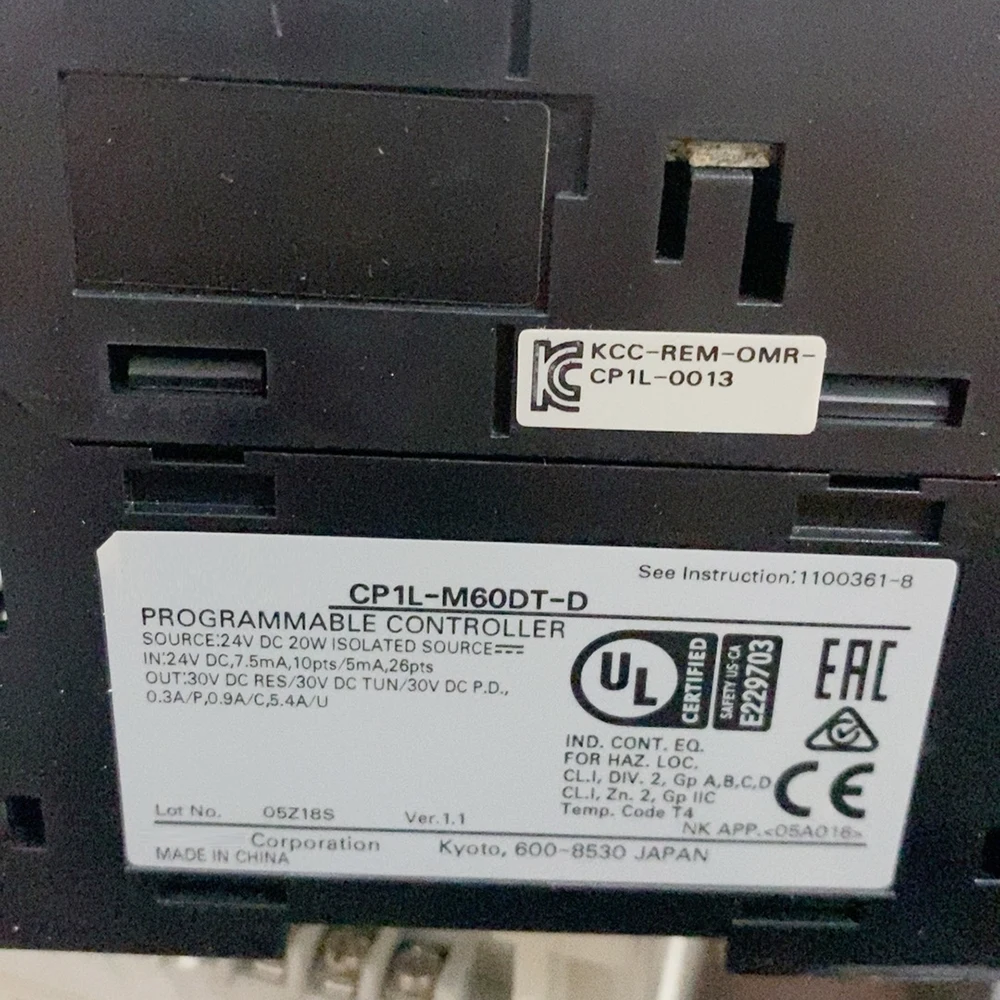 KCC-REM-OMR-
CP1L-0013
See Instruction:1100361-8
CP1L-M60DT-D
PROGRAMMABLE CONTROLLER
SOURCE:24V DC 20W ISOLATED SOURCE
IN:24V DC,7.5mA,10pts/5mA,26pts
OUT:30V DC RES/30V DC TUN/30V DC P.D.,
0.3A/P,0.9A/C,5.4A/U
UL
CERTIFIED
SAFETY US-CA
E229703
EAC
IND. CONT. EQ.
FOR HAZ. LOC.
CL.I, DIV. 2, Gp A,B,C,D
CL.I, Zn. 2, Gp IIC
Temp. Code T4
CE
Lot No. 05Z18S Ver.1.1
NK APP.<05A018>
Corporation Kyoto, 600-8530 JAPAN
MADE IN CHINA